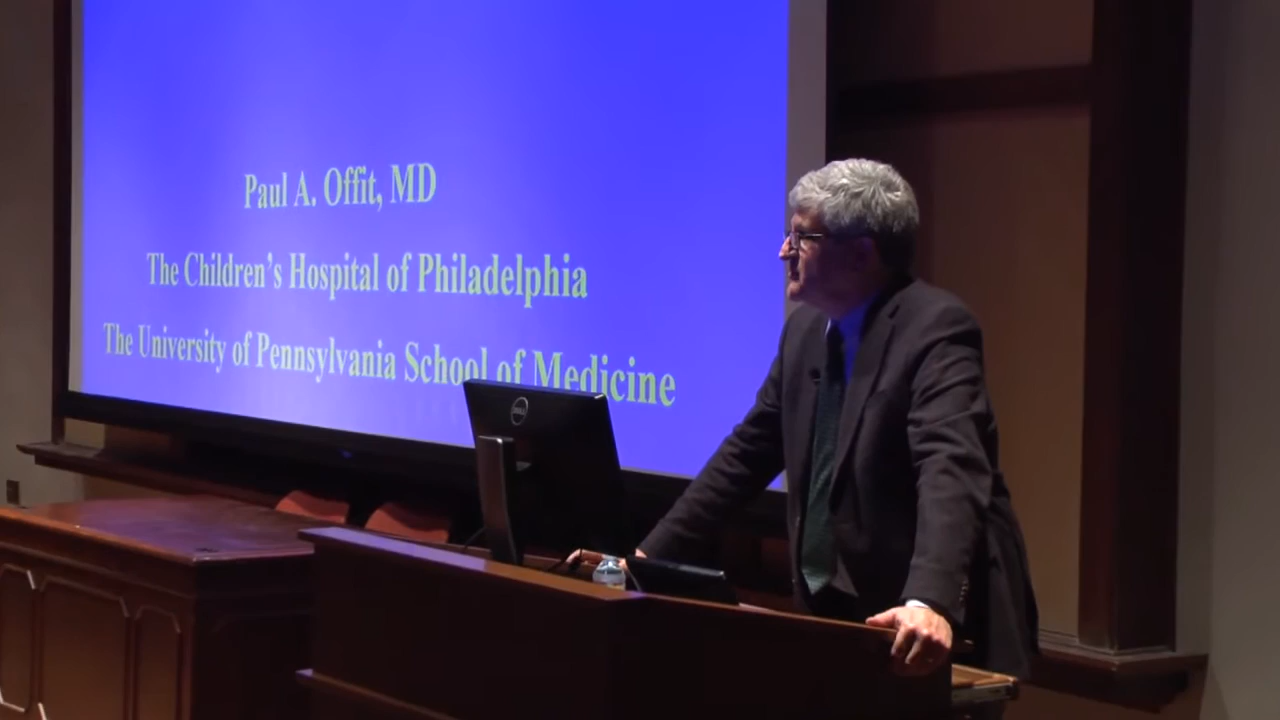 Paul A. Offit, MD
The Children's Hospital of Philadelphia
The University of Pennsylvania School of Medicine
DELL